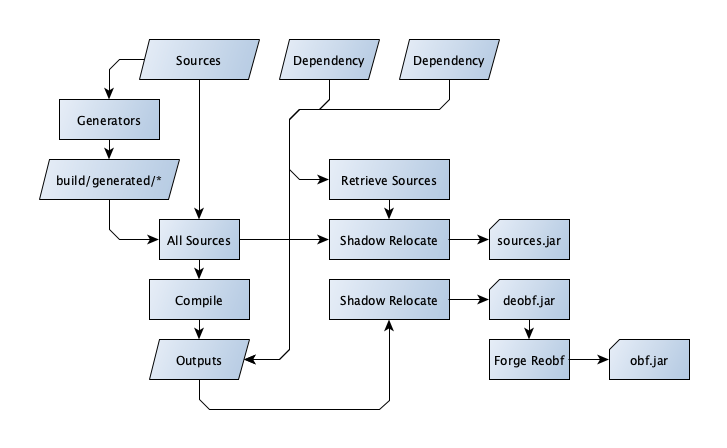 Sources
Dependency
Dependency
Generators
build/generated/*
Retrieve Sources
All Sources
Shadow Relocate
sources.jar
Compile
Shadow Relocate
deobf.jar
Outputs
Forge Reobf
obf.jar